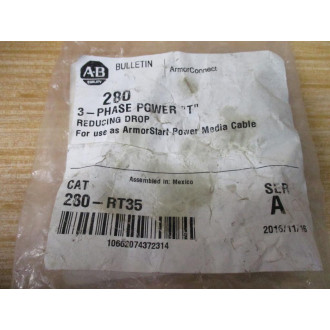 A-B
BULLETIN
ArmorConnect
280
3-PHASE POWER "T"
REDUCING DROP
For use as ArmorStart Power Media Cable
Assembled in: Mexico
CAT
SER
280-RT35
A
2015/11/16
10662074372314